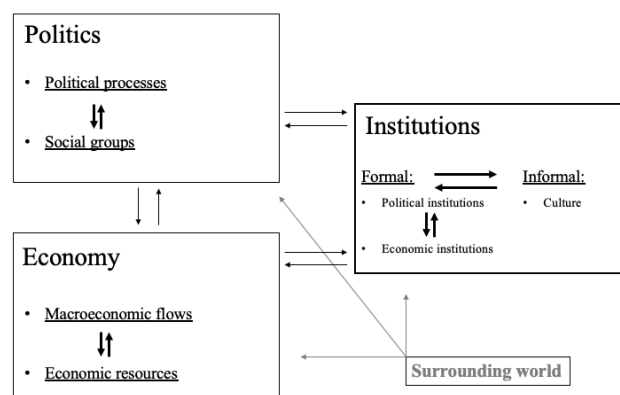 Politics
• Political processes
• Social groups
Institutions
Formal: Informal:
• Political institutions • Culture
• Economic institutions
Economy
• Macroeconomic flows
• Economic resources
Surrounding world